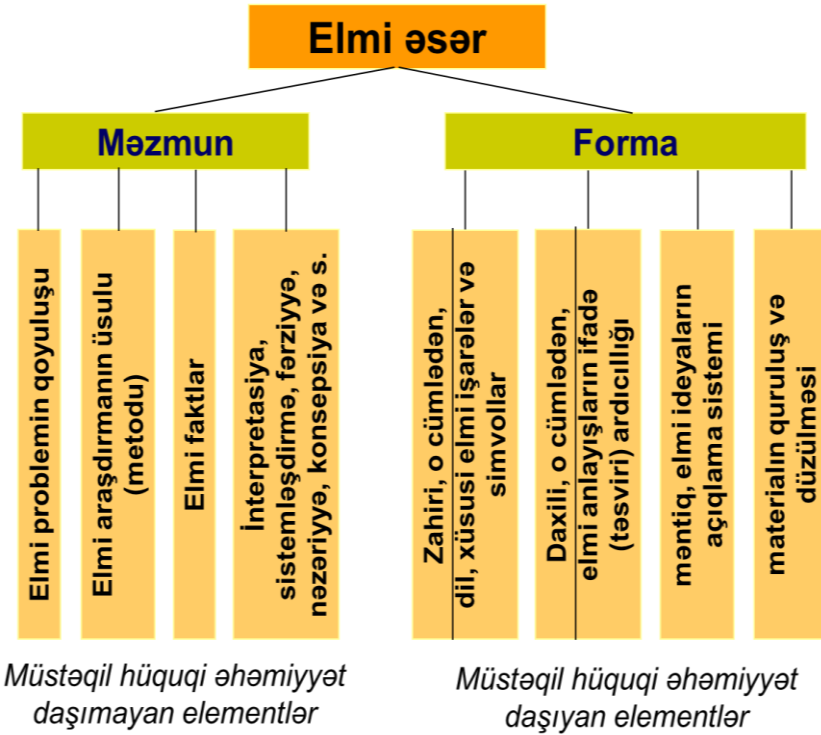 Elmi əsər
Məzmun
Forma
Elmi problemin qoyuluşu
Elmi araşdırmanın üsulu
(metodu)
Elmi faktlar
İnterpretasiya,
sistemləşdirmə, fərziyyə,
nəzəriyyə, konsepsiya və s.
Zahiri, o cümlədən,
dil, xüsusi elmi işarələr və
simvollar
Daxili, o cümlədən,
elmi anlayışların ifadə
(təsviri) ardıcıllığı
məntiq, elmi ideyaların
açıqlama sistemi
materialın quruluş və
düzülməsi
Müstəqil hüquqi əhəmiyyət
daşımayan elementlər
Müstəqil hüquqi əhəmiyyət
daşıyan elementlər